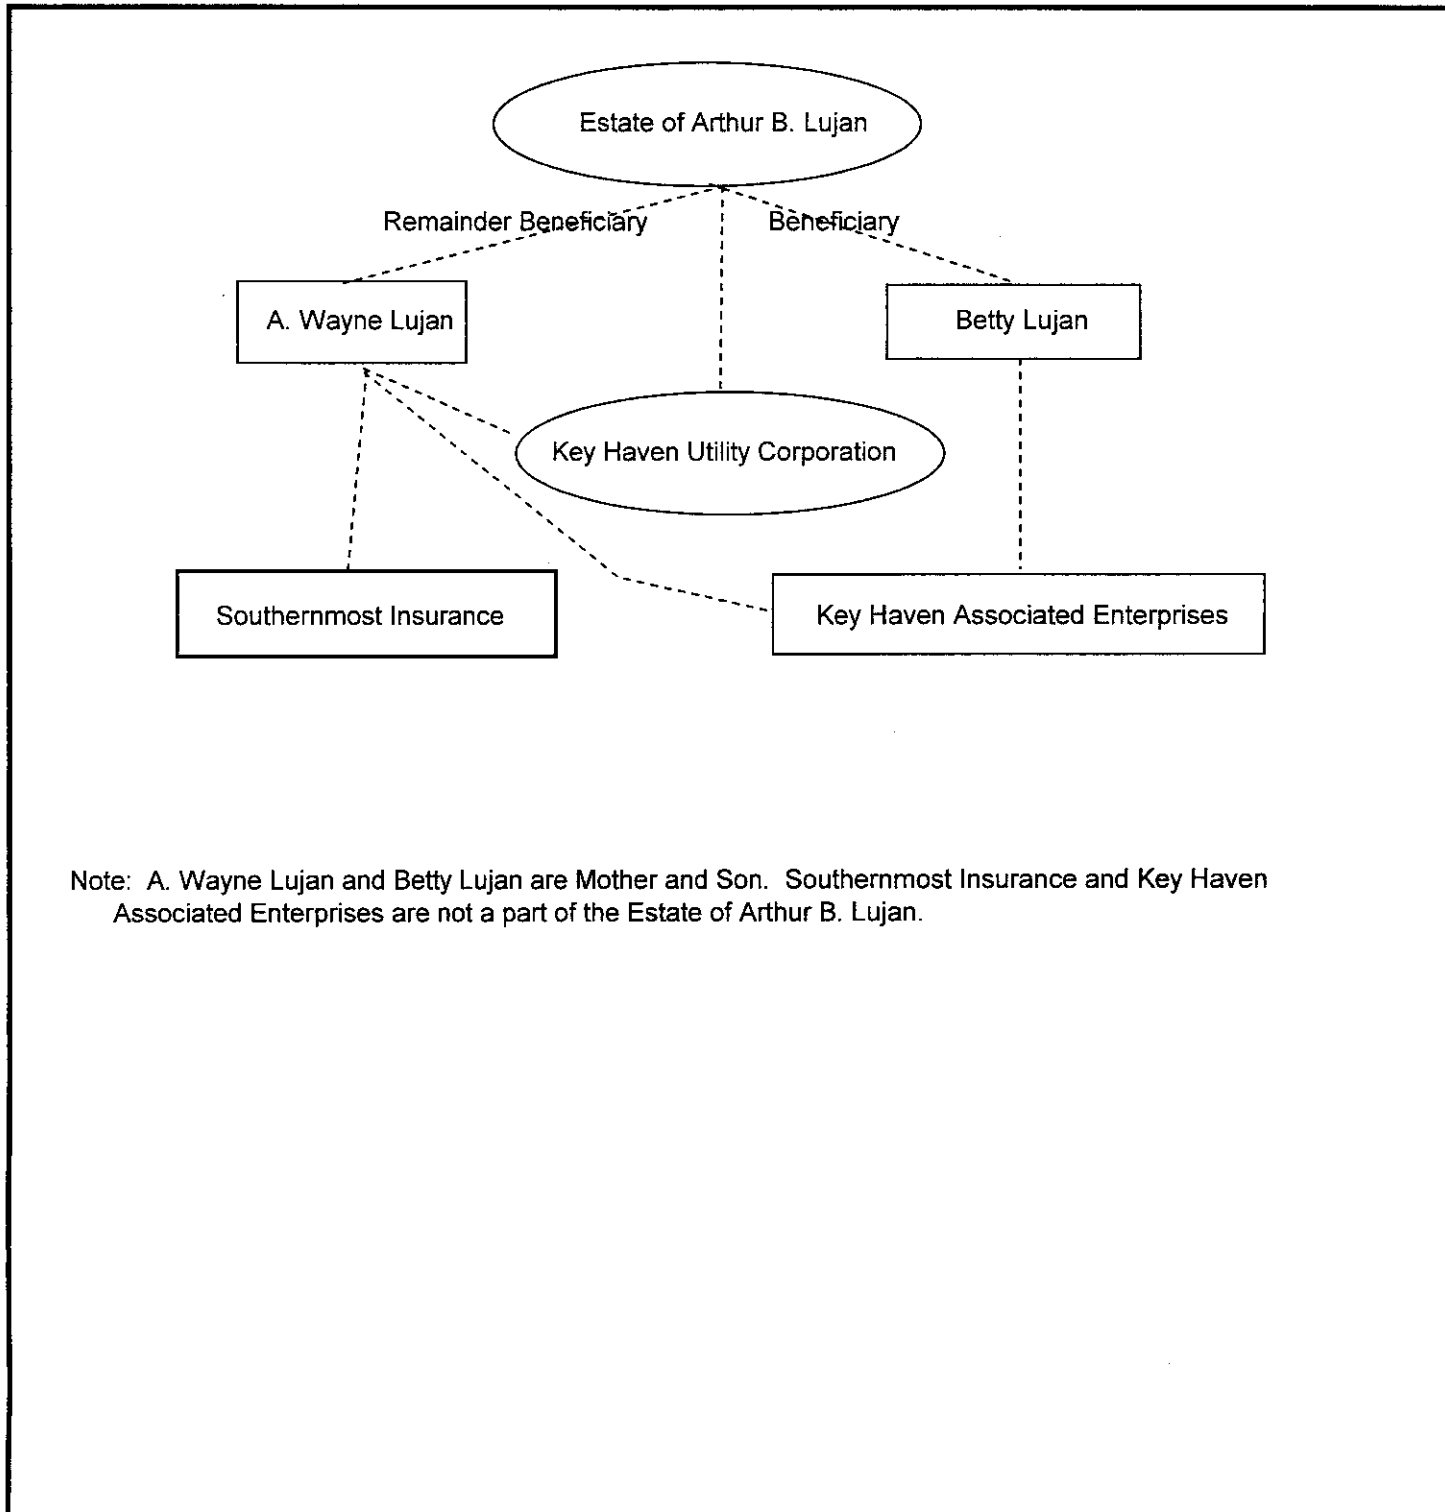 Estate of Arthur B. Lujan
Remainder Beneficiary
Beneficiary
A. Wayne Lujan
Betty Lujan
Key Haven Utility Corporation
Southernmost Insurance
Key Haven Associated Enterprises
Note: A. Wayne Lujan and Betty Lujan are Mother and Son. Southernmost Insurance and Key Haven
Associated Enterprises are not a part of the Estate of Arthur B. Lujan.